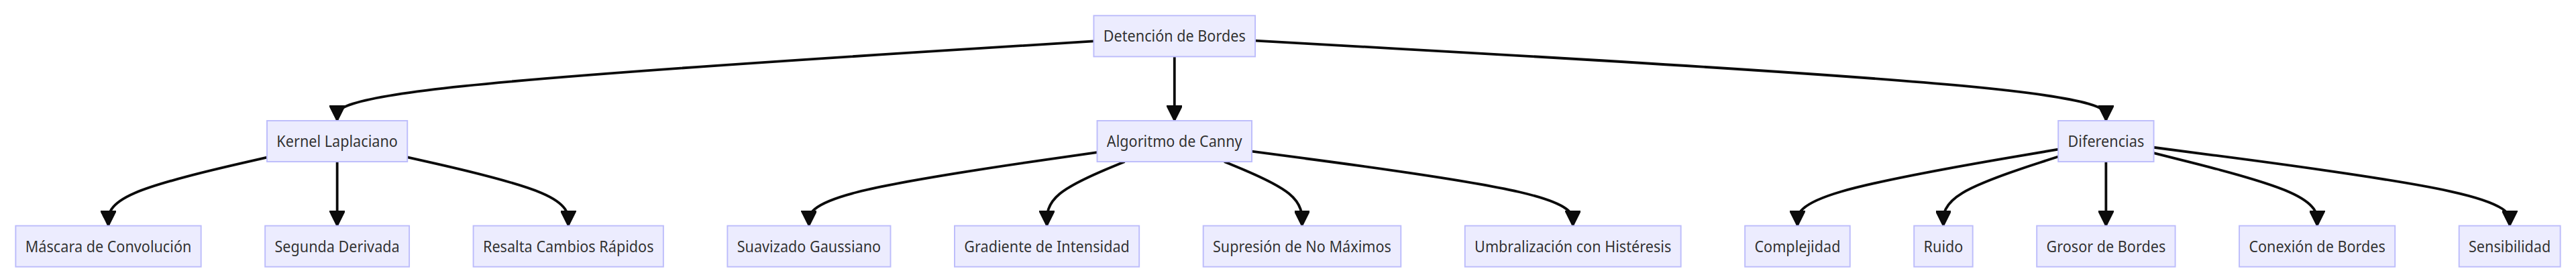 Detención de Bordes
Kernel Laplaciano
Algoritmo de Canny
Diferencias
Máscara de Convolución
Segunda Derivada
Resalta Cambios Rápidos
Suavizado Gaussiano
Gradiente de Intensidad
Supresión de No Máximos
Umbralización con Histéresis
Complejidad
Ruido
Grosor de Bordes
Conexión de Bordes
Sensibilidad